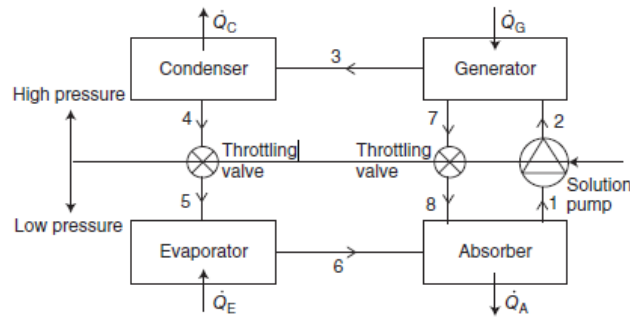 Q̇C
Q̇G
Condenser
3
Generator
High pressure
4
7
2
Throttling
valve
Throttling
valve
Solution
pump
5
8
1
Low pressure
Evaporator
6
Absorber
Q̇E
Q̇A